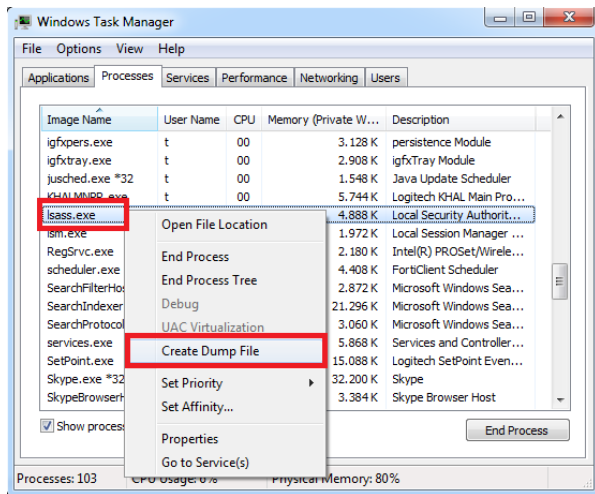 Windows Task Manager
File Options View Help
Applications Processes Services Performance Networking Users
Image Name User Name CPU Memory (Private W... Description
igfxpers.exe t 00 3.128 K persistence Module
igfxtray.exe t 00 2.908 K igfxTray Module
jusched.exe *32 t 00 1.548 K Java Update Scheduler
KHALMNPR.exe t 00 5.744 K Logitech KHAL Main Pro...
lsass.exe 4.888 K Local Security Authorit...
lsm.exe 1.972 K Local Session Manager ...
RegSrvc.exe 2.180 K Intel(R) PROSet/Wirele...
scheduler.exe 4.408 K FortiClient Scheduler
SearchFilterHo 2.872 K Microsoft Windows Sea...
SearchIndexer 21.296 K Microsoft Windows Sea...
SearchProtocol 3.060 K Microsoft Windows Sea...
services.exe 5.868 K Services and Controller...
SetPoint.exe 15.088 K Logitech SetPoint Even...
Skype.exe *32 32.200 K Skype
SkypeBrowserH 3.384 K Skype Browser Host
Open File Location
End Process
End Process Tree
Debug
UAC Virtualization
Create Dump File
Set Priority
Set Affinity...
Properties
Go to Service(s)
Show process
End Process
Processes: 103 CPU Usage: 0% Physical Memory: 80%